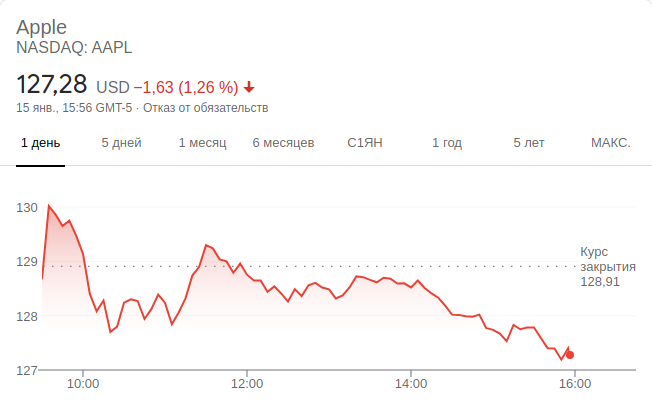 Apple
NASDAQ: AAPL
127,28 USD −1,63 (1,26 %)
15 янв., 15:56 GMT-5 · Отказ от обязательств
1 день 5 дней 1 месяц 6 месяцев С1ЯН 1 год 5 лет МАКС.
130
129
128
127
Курс
закрытия
128,91
10:00 12:00 14:00 16:00